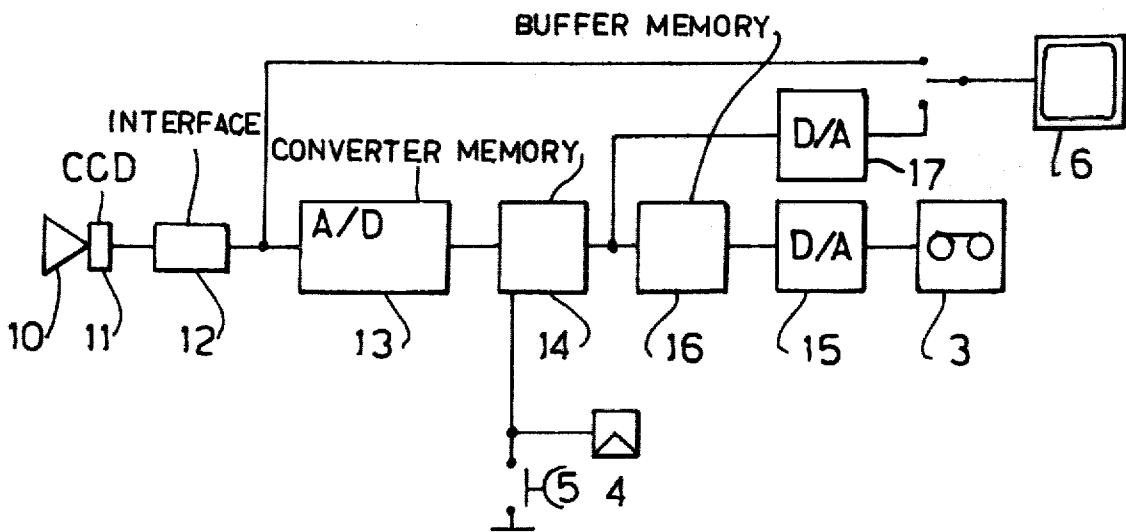 BUFFER MEMORY
INTERFACE
CONVERTER MEMORY
CCD
D/A
17
6
A/D
D/A
10
11
12
13
14
16
15
3
5
4